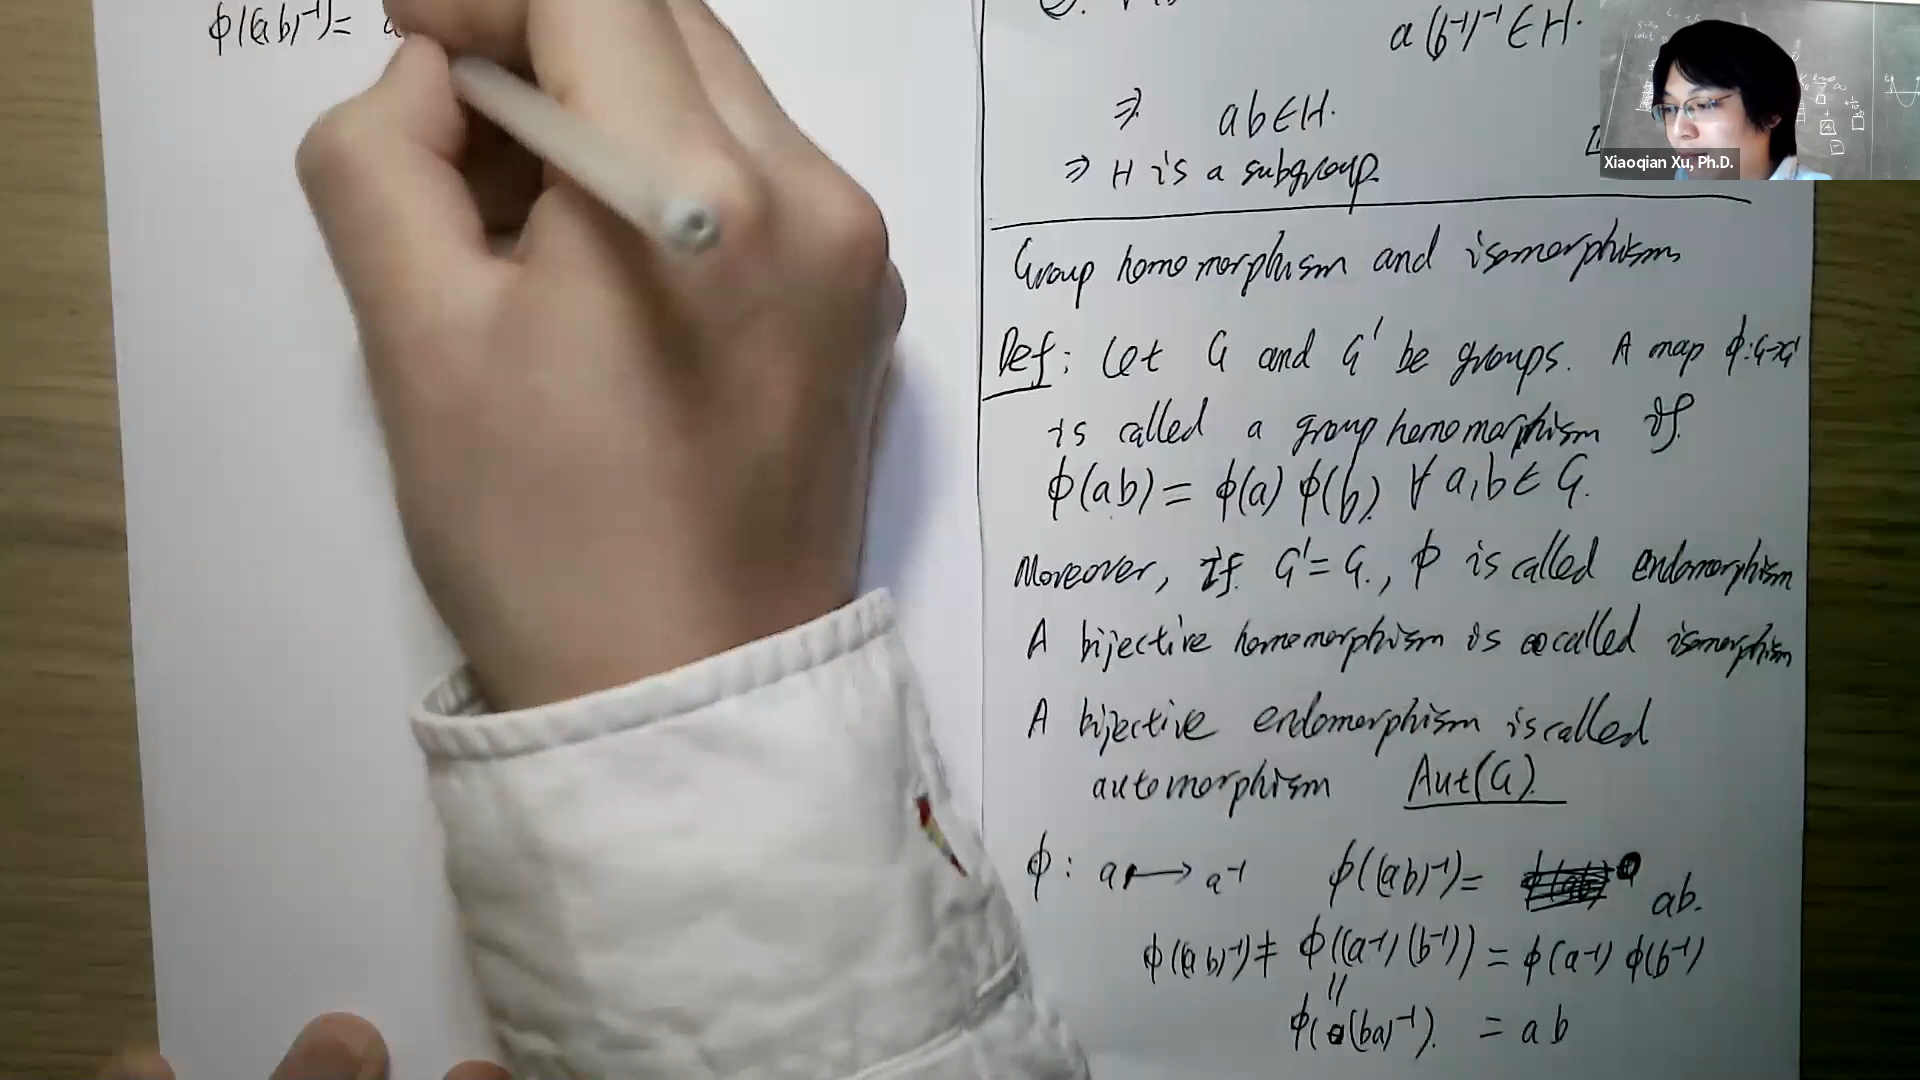 ϕ((ab)⁻¹)= a
a(b⁻¹)⁻¹ ∈ H.
⇒ ab ∈ H.
⇒ H is a subgroup.
Xiaoqian Xu, Ph.D.
Group homomorphism and isomorphism
Def: Let G and G' be groups. A map ϕ:G→G'
is called a group homomorphism if
ϕ(ab) = ϕ(a) ϕ(b). ∀ a,b ∈ G.
Moreover, if G'=G., ϕ is called endomorphism
A bijective homomorphism is called isomorphism
A bijective endomorphism is called
automorphism Aut(G).
ϕ: a ⟼ a⁻¹ ϕ((ab)⁻¹)= ab.
ϕ((ab)⁻¹) ≠ ϕ((a⁻¹)(b⁻¹)) = ϕ(a⁻¹) ϕ(b⁻¹)
||
ϕ((ba)⁻¹). = ab